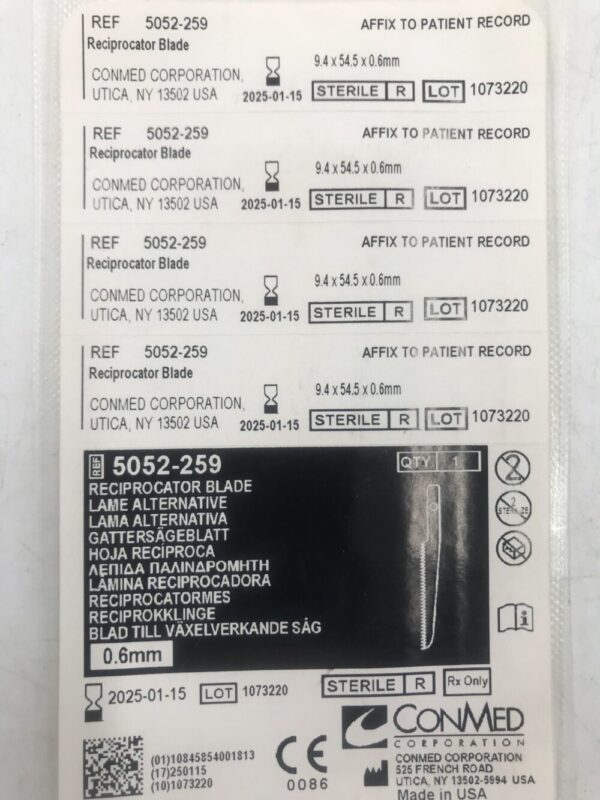 REF 5052-259 AFFIX TO PATIENT RECORD
Reciprocator Blade
9.4 x 54.5 x 0.6mm
CONMED CORPORATION,
UTICA, NY 13502 USA 2025-01-15 STERILE R LOT 1073220
REF 5052-259 AFFIX TO PATIENT RECORD
Reciprocator Blade
9.4 x 54.5 x 0.6mm
CONMED CORPORATION,
UTICA, NY 13502 USA 2025-01-15 STERILE R LOT 1073220
REF 5052-259 AFFIX TO PATIENT RECORD
Reciprocator Blade
9.4 x 54.5 x 0.6mm
CONMED CORPORATION,
UTICA, NY 13502 USA 2025-01-15 STERILE R LOT 1073220
REF 5052-259 AFFIX TO PATIENT RECORD
Reciprocator Blade
9.4 x 54.5 x 0.6mm
CONMED CORPORATION,
UTICA, NY 13502 USA 2025-01-15 STERILE R LOT 1073220
REF 5052-259 QTY. 1
RECIPROCATOR BLADE
LAME ALTERNATIVE
LAMA ALTERNATIVA
GATTERSÄGEBLATT
HOJA RECÍPROCA
ΛΕΠΙΔΑ ΠΑΛΙΝΔΡΟΜΗΤΗ
LÂMINA RECIPROCADORA
RECIPROCATORMES
RECIPROKKLINGE
BLAD TILL VÄXELVERKANDE SÅG
0.6mm
2
2
STERILIZE
2025-01-15 LOT 1073220 STERILE R Rx Only
(01)10845854001813
(17)250115
(10)1073220
CE
0086
CONMED
CORPORATION
CONMED CORPORATION
525 FRENCH ROAD
UTICA, NY 13502-5994 USA
Made in USA